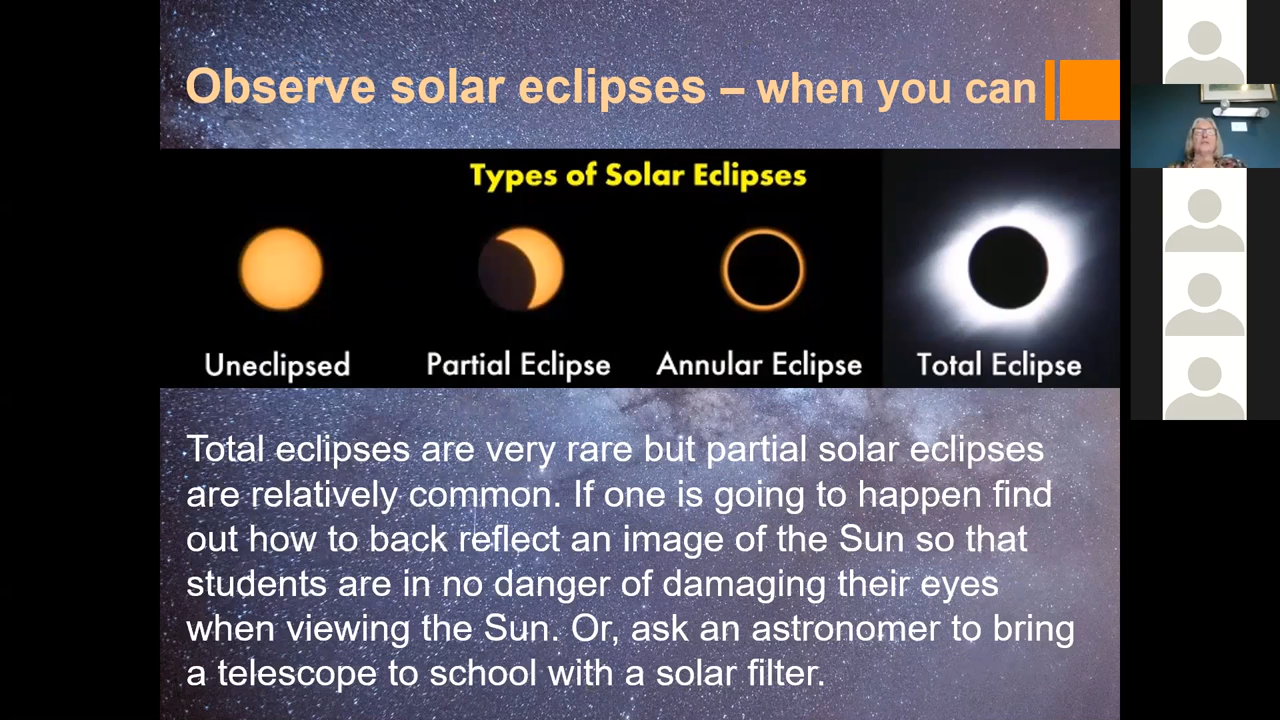 Observe solar eclipses – when you can
Types of Solar Eclipses
Uneclipsed
Partial Eclipse
Annular Eclipse
Total Eclipse
Total eclipses are very rare but partial solar eclipses
are relatively common. If one is going to happen find
out how to back reflect an image of the Sun so that
students are in no danger of damaging their eyes
when viewing the Sun. Or, ask an astronomer to bring
a telescope to school with a solar filter.